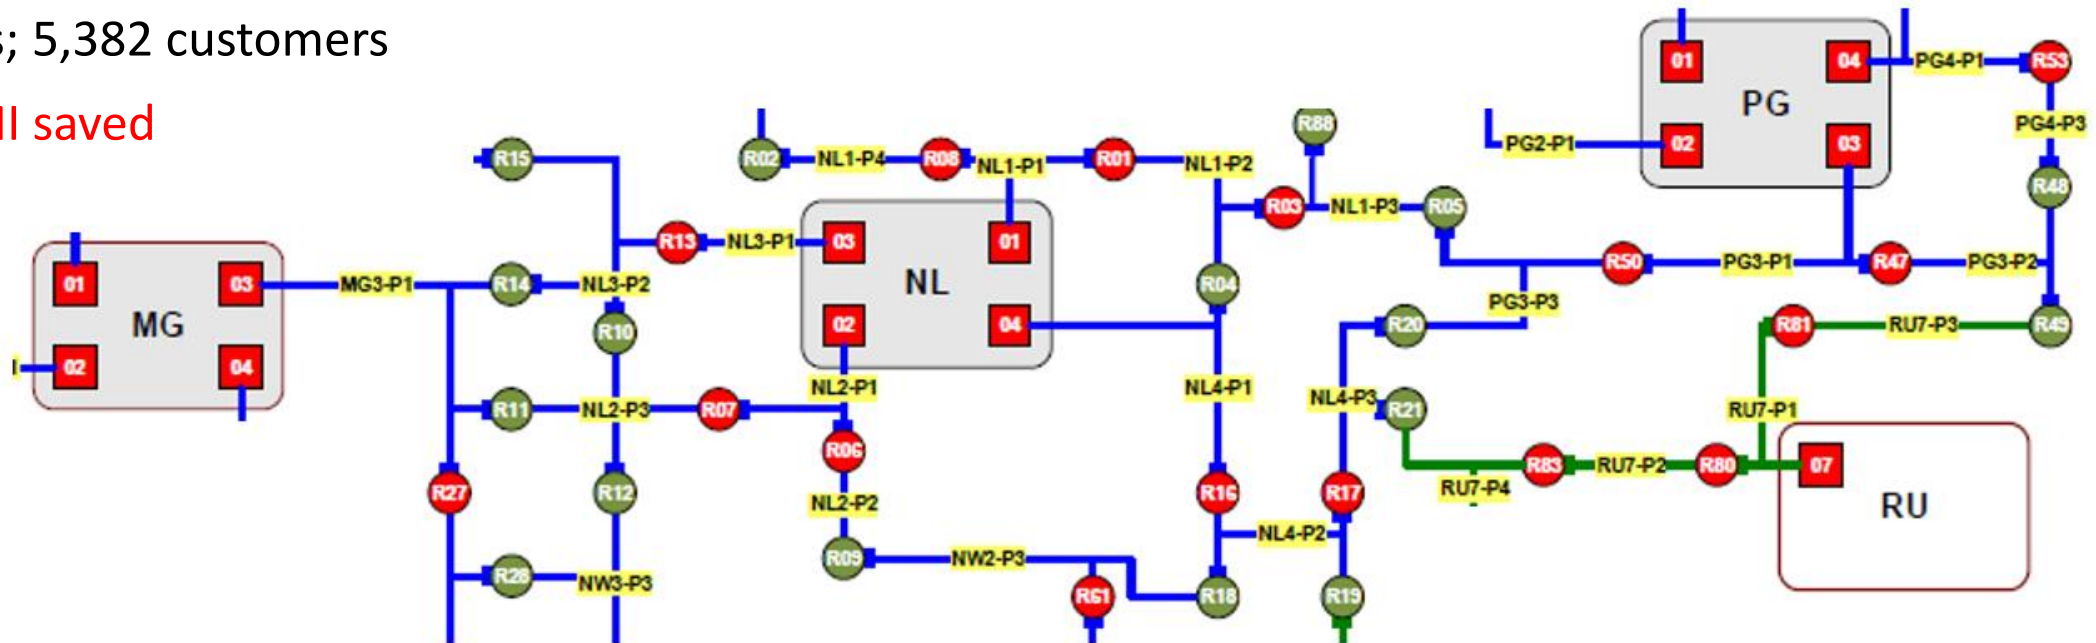 s; 5,382 customers
ll saved
01
04
PG4-P1
R53
PG
PG4-P3
PG2-P1
02
03
R48
R88
R15
R02
NL1-P4
R08
NL1-P1
R01
NL1-P2
R03
NL1-P3
R05
R13
NL3-P1
03
01
NL
02
04
R50
PG3-P1
R47
PG3-P2
01
03
MG3-P1
R14
NL3-P2
R04
PG3-P3
MG
02
04
R10
R20
R81
RU7-P3
R49
NL2-P1
NL4-P1
NL4-P3
R21
RU7-P1
R11
NL2-P3
R07
R06
R83
RU7-P2
R80
07
RU7-P4
RU
R27
R12
NL2-P2
R16
R17
NL4-P2
R09
NW2-P3
R28
NW3-P3
R61
R18
R19